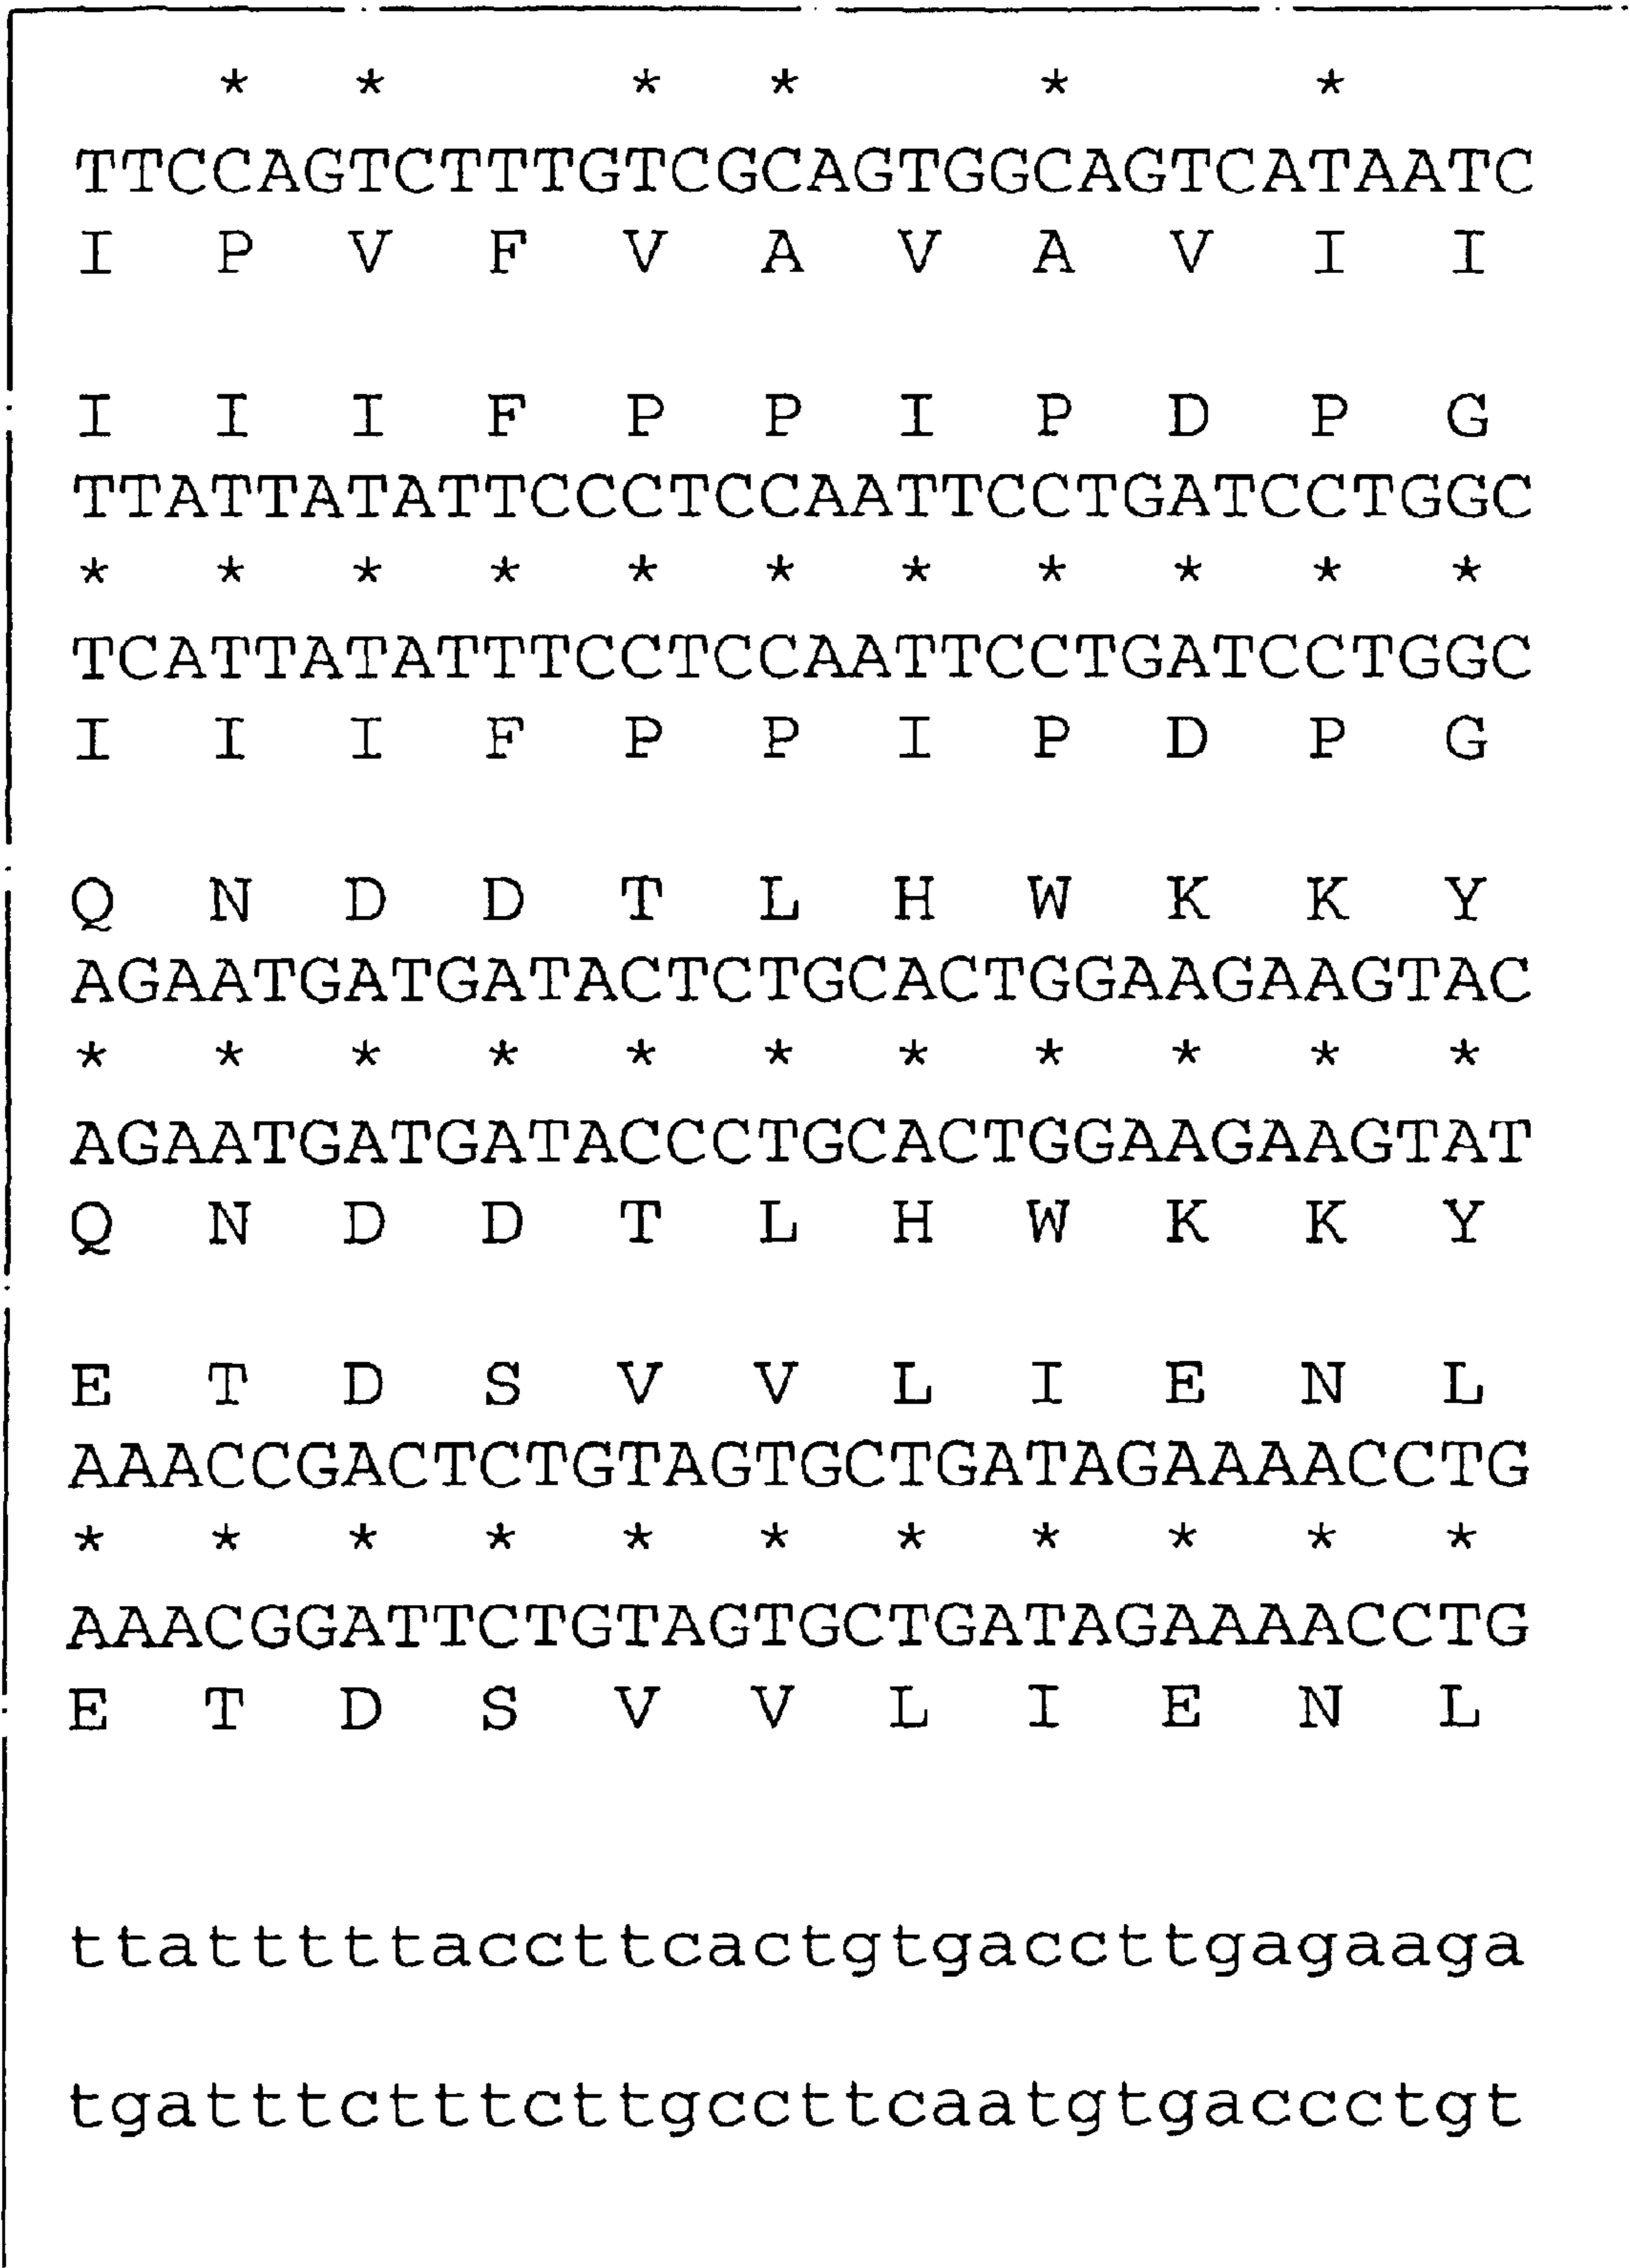 * * * * * *
TTCCAGTCTTTGTCGCAGTGGCAGTCATAATC
I P V F V A V A V I I
I I I F P P I P D P G
TTATTATATTCCCTCCAATTCCTGATCCTGGC
* * * * * * * * * * *
TCATTATATTTCCTCCAATTCCTGATCCTGGC
I I I F P P I P D P G
Q N D D T L H W K K Y
AGAATGATGATACTCTGCACTGGAAGAAGTAC
* * * * * * * * * * *
AGAATGATGATACCCTGCACTGGAAGAAGTAT
Q N D D T L H W K K Y
E T D S V V L I E N L
AAACCGACTCTGTAGTGCTGATAGAAAACCTG
* * * * * * * * * * *
AAACGGATTCTGTAGTGCTGATAGAAAACCTG
E T D S V V L I E N L
ttatttttaccttcactgtgaccttgagaaga
tgatttctttcttgccttcaatgtgaccctgt